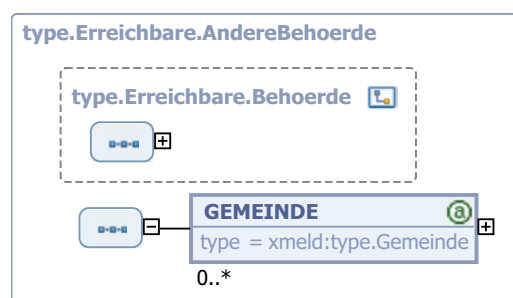 type.Erreichbare.AndereBehoerde
type.Erreichbare.Behoerde
GEMEINDE
type = xmeld:type.Gemeinde
0..*